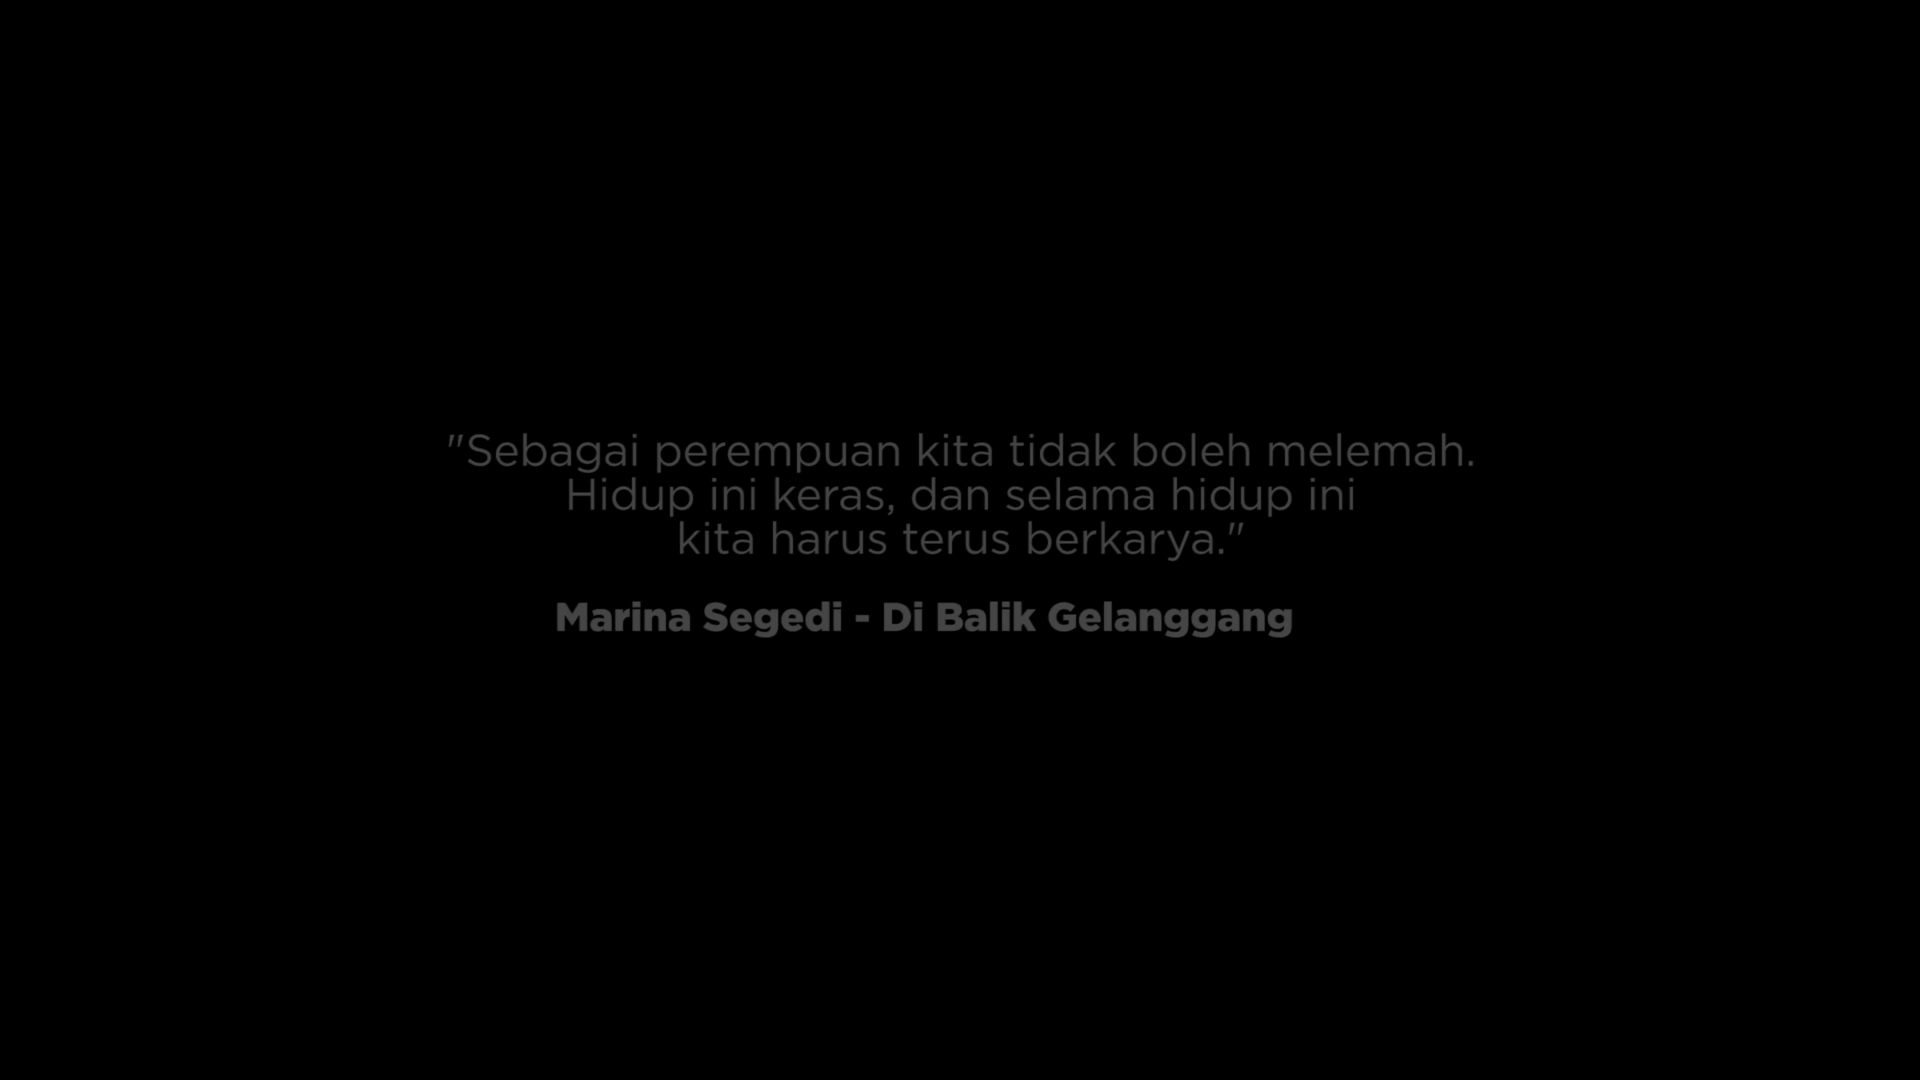 "Sebagai perempuan kita tidak boleh melemah.
Hidup ini keras, dan selama hidup ini
kita harus terus berkarya."
Marina Segedi - Di Balik Gelanggang